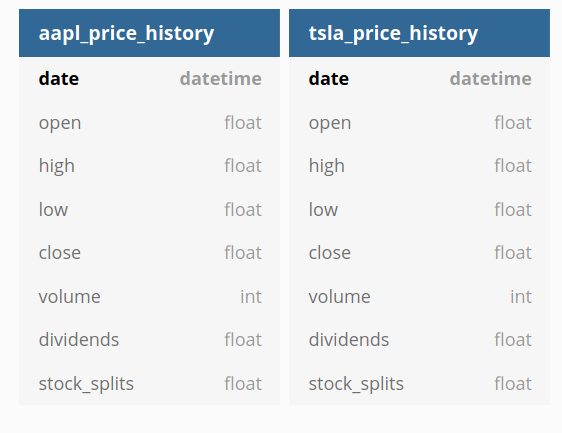 aapl_price_history
date datetime
open float
high float
low float
close float
volume int
dividends float
stock_splits float
tsla_price_history
date datetime
open float
high float
low float
close float
volume int
dividends float
stock_splits float